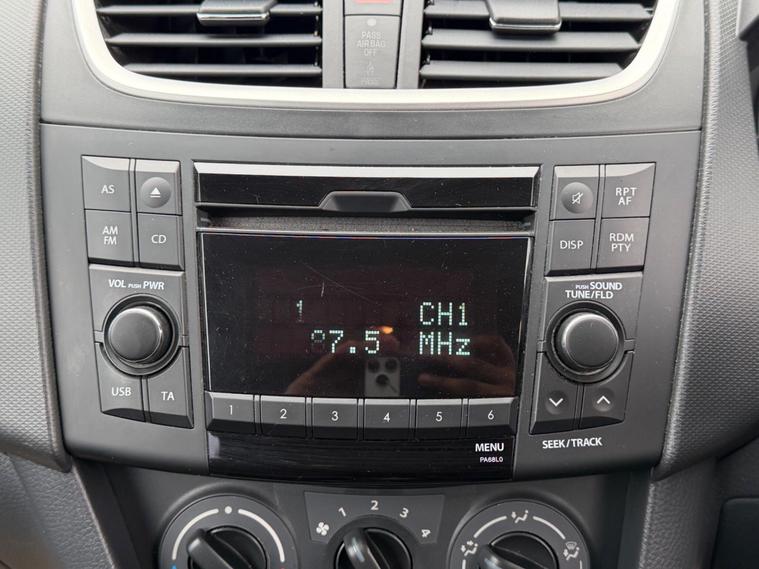 PASS
AIR BAG
OFF
PASS
AS
AM
FM
CD
RPT
AF
DISP
RDM
PTY
VOL PUSH PWR
PUSH SOUND
TUNE/FLD
1 CH1
87.5 MHz
USB
TA
1 2 3 4 5 6
MENU
PA68L0
SEEK/TRACK
1 2 3 4